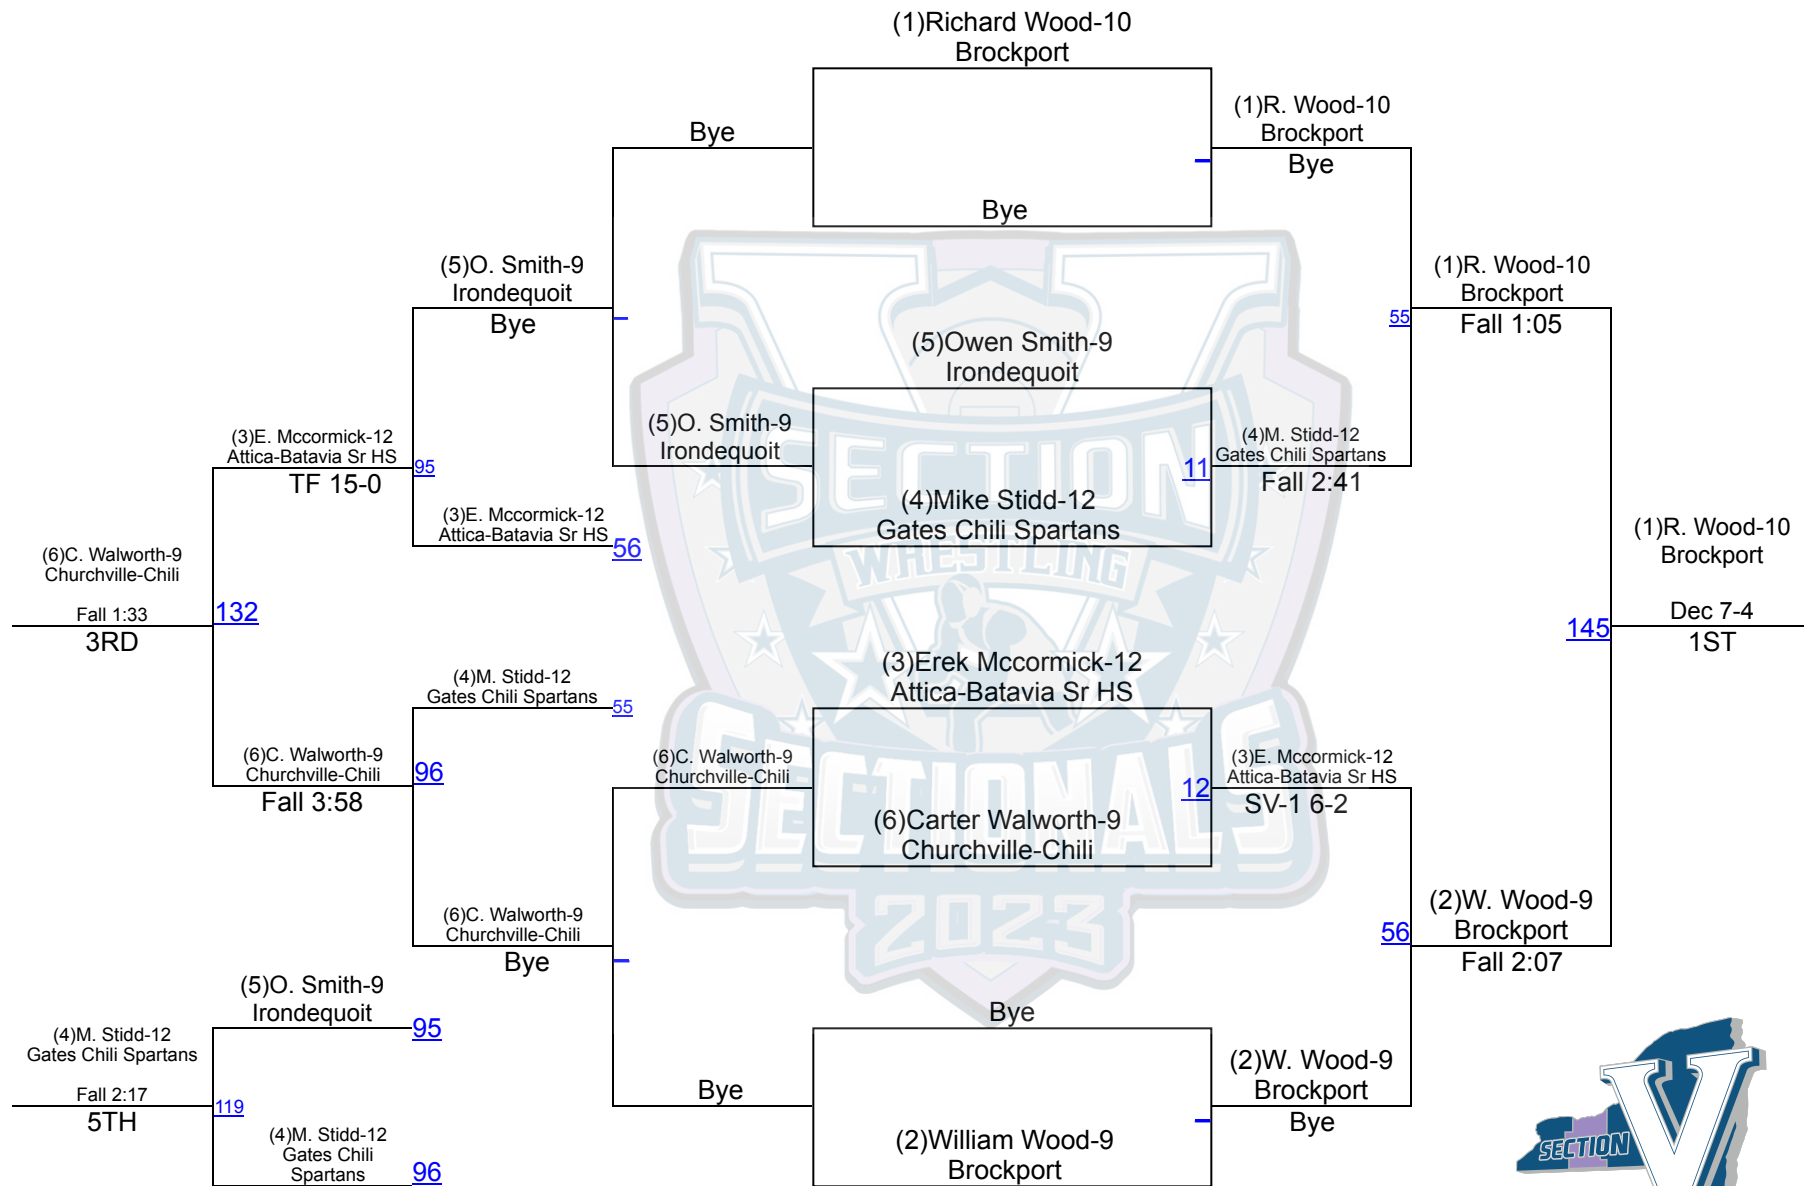 (1)Richard Wood-10
Brockport
Bye
(1)R. Wood-10
Brockport
Bye
Bye
(5)O. Smith-9
Irondequoit
Bye
(1)R. Wood-10
Brockport
Fall 1:05
55
(5)Owen Smith-9
Irondequoit
(5)O. Smith-9
Irondequoit
(3)E. Mccormick-12
Attica-Batavia Sr HS
TF 15-0
95
(4)M. Stidd-12
Gates Chili Spartans
Fall 2:41
11
(4)Mike Stidd-12
Gates Chili Spartans
(3)E. Mccormick-12
Attica-Batavia Sr HS
56
(1)R. Wood-10
Brockport
(6)C. Walworth-9
Churchville-Chili
Fall 1:33
3RD
132
Dec 7-4
1ST
145
(4)M. Stidd-12
Gates Chili Spartans
55
(3)Erek Mccormick-12
Attica-Batavia Sr HS
(6)C. Walworth-9
Churchville-Chili
Fall 3:58
96
(6)C. Walworth-9
Churchville-Chili
(3)E. Mccormick-12
Attica-Batavia Sr HS
SV-1 6-2
12
(6)Carter Walworth-9
Churchville-Chili
(6)C. Walworth-9
Churchville-Chili
Bye
(2)W. Wood-9
Brockport
Fall 2:07
56
(5)O. Smith-9
Irondequoit
95
Bye
(4)M. Stidd-12
Gates Chili Spartans
Fall 2:17
5TH
119
Bye
(2)W. Wood-9
Brockport
Bye
(4)M. Stidd-12
Gates Chili
Spartans
96
(2)William Wood-9
Brockport
SECTION
WRESTLING
SECTIONALS
2023
SECTION V